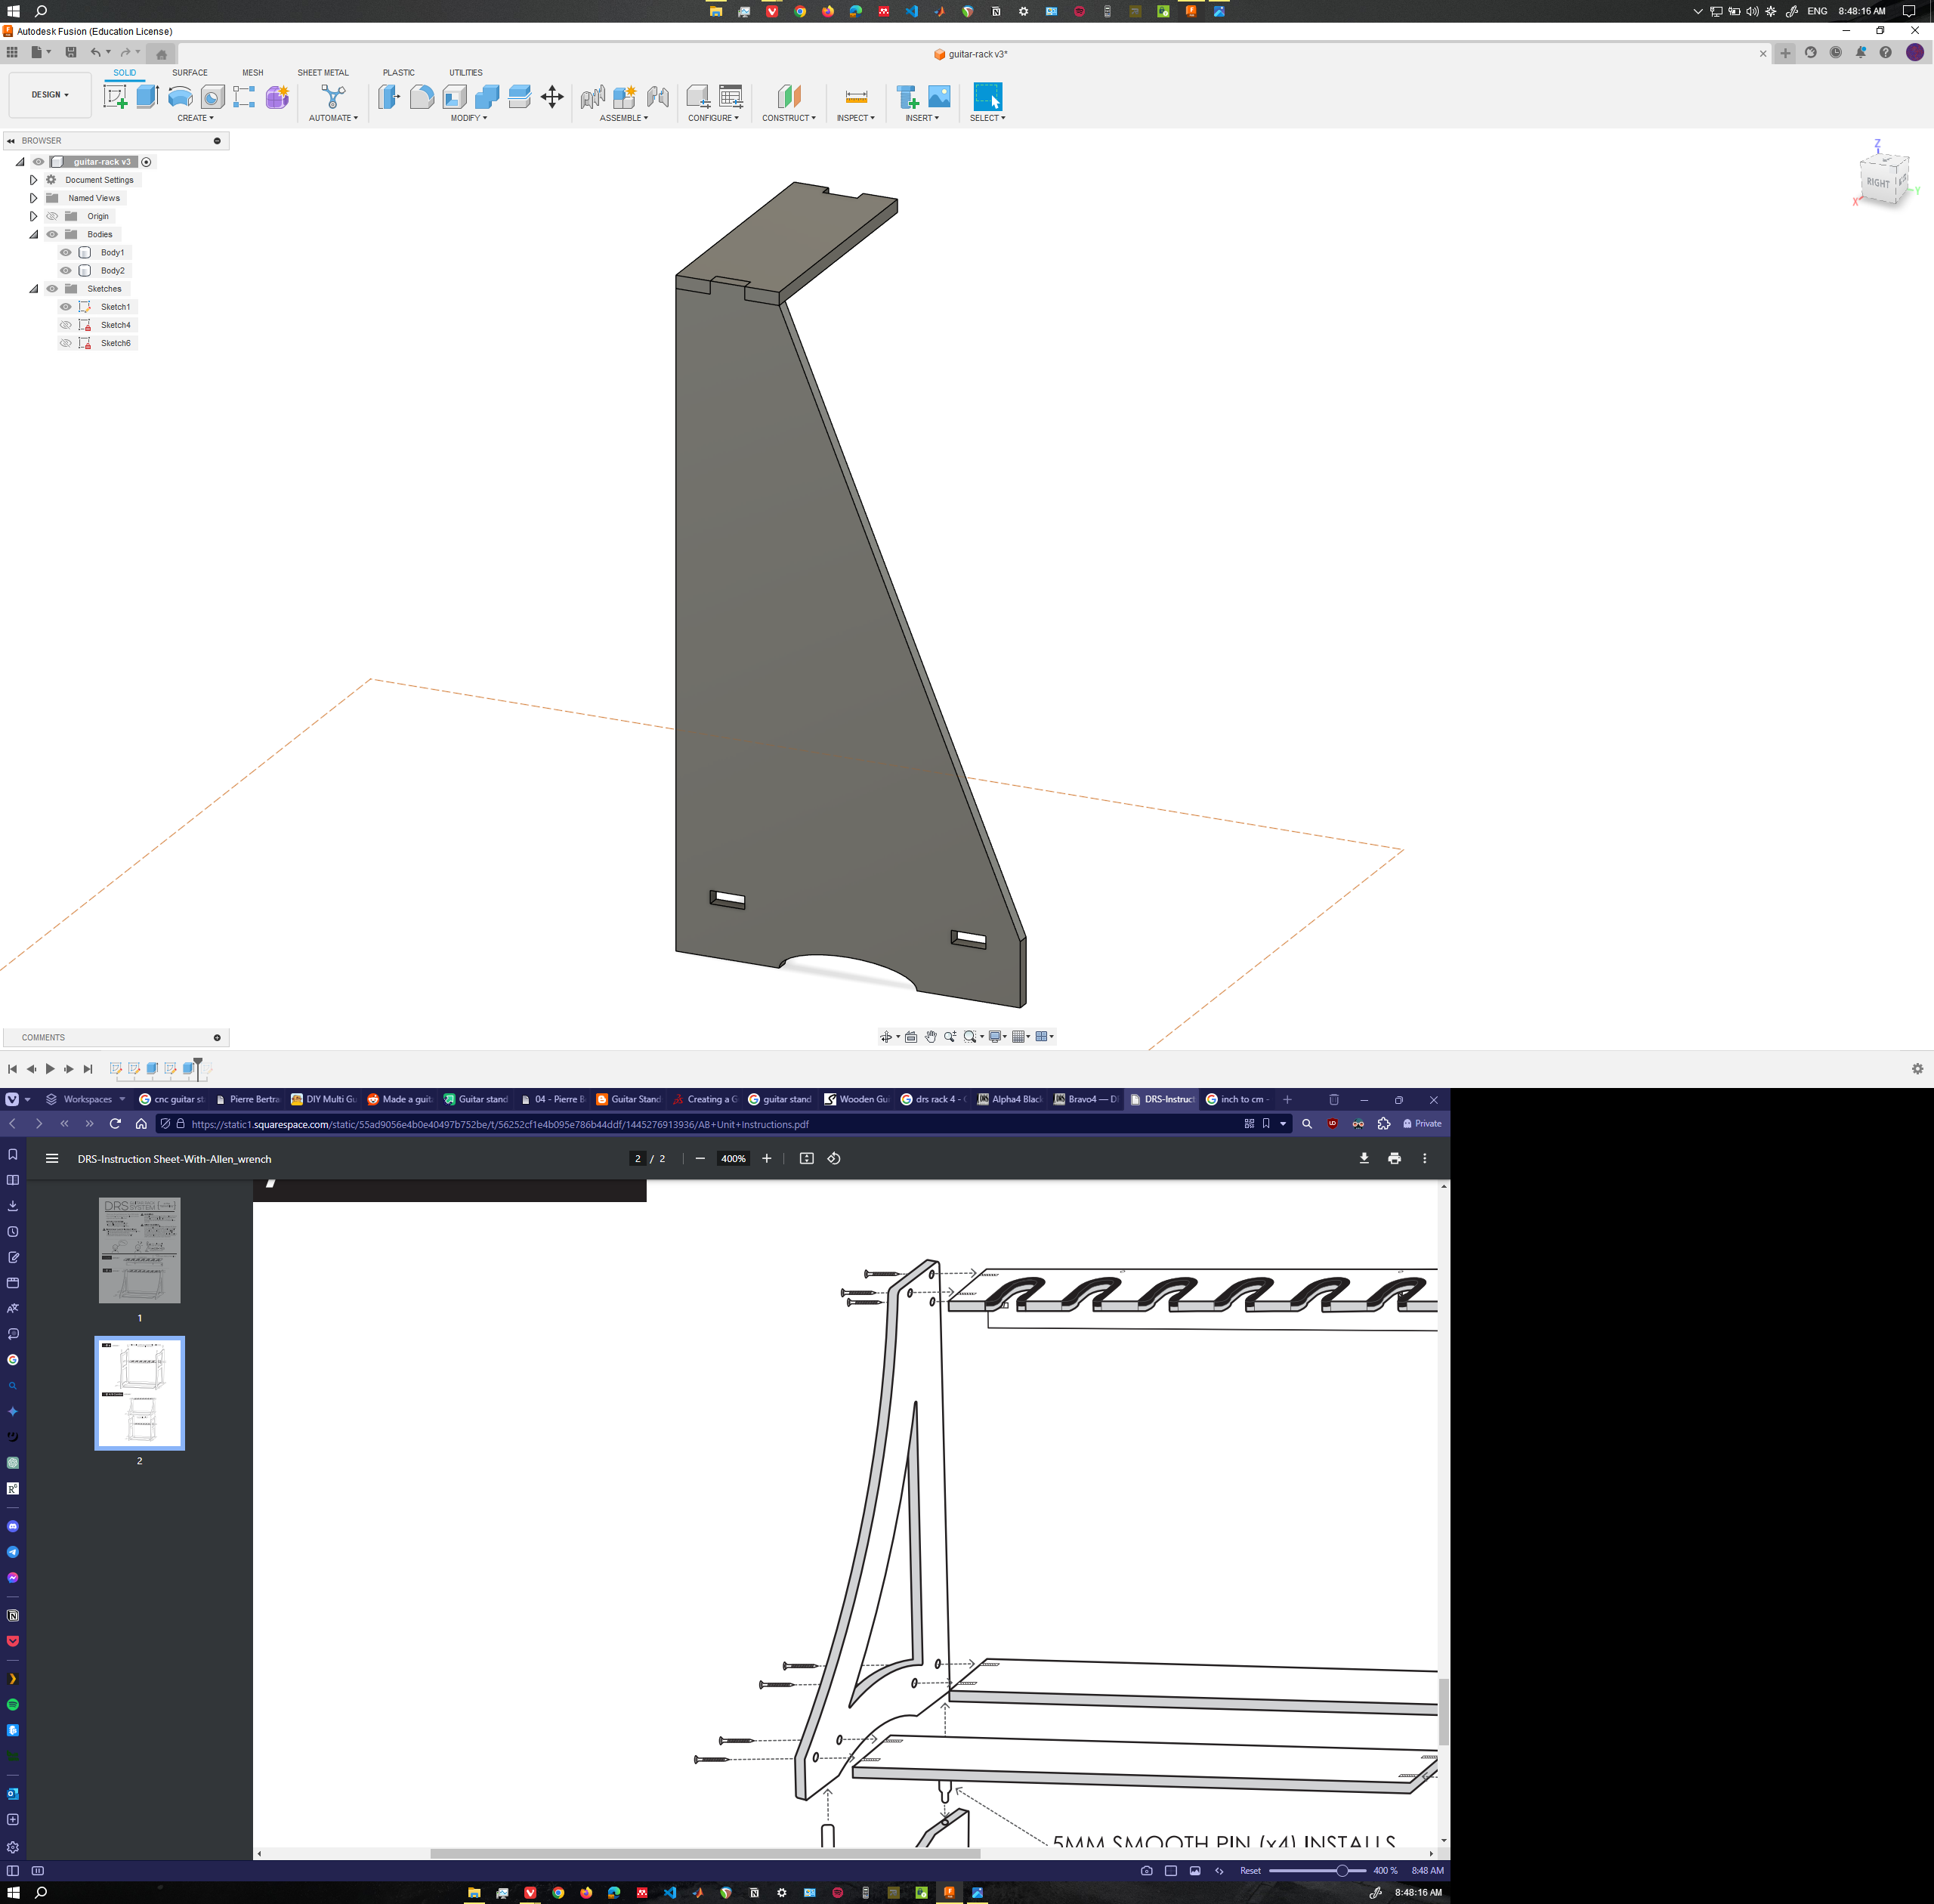 ENG
8:48:16 AM
Autodesk Fusion (Education License)
guitar-rack v3*
SOLID SURFACE MESH SHEET METAL PLASTIC UTILITIES
DESIGN
CREATE AUTOMATE MODIFY ASSEMBLE CONFIGURE CONSTRUCT INSPECT INSERT SELECT
BROWSER
guitar-rack v3
Document Settings
Named Views
Origin
Bodies
Body1
Body2
Sketches
Sketch1
Sketch4
Sketch6
Z
RIGHT
Y
X
COMMENTS
Workspaces
cnc guitar st
Pierre Bertra
DIY Multi Gu
Made a guita
Guitar stand
04 - Pierre B
Guitar Stand
Creating a G
guitar stand
Wooden Gui
drs rack 4 -
Alpha4 Blac
Bravo4 — D
DRS-Instruct
inch to cm -
https://static1.squarespace.com/static/55ad9056e4b0e40497b752be/t/56252cf1e4b095e786b44ddf/1445276913936/AB+Unit+Instructions.pdf
Private
DRS-Instruction Sheet-With-Allen_wrench
2 / 2
400%
DRS
1
2
5MM SMOOTH PIN (x4) INSTALLS
Reset
400 %
8:48 AM
8:48:16 AM